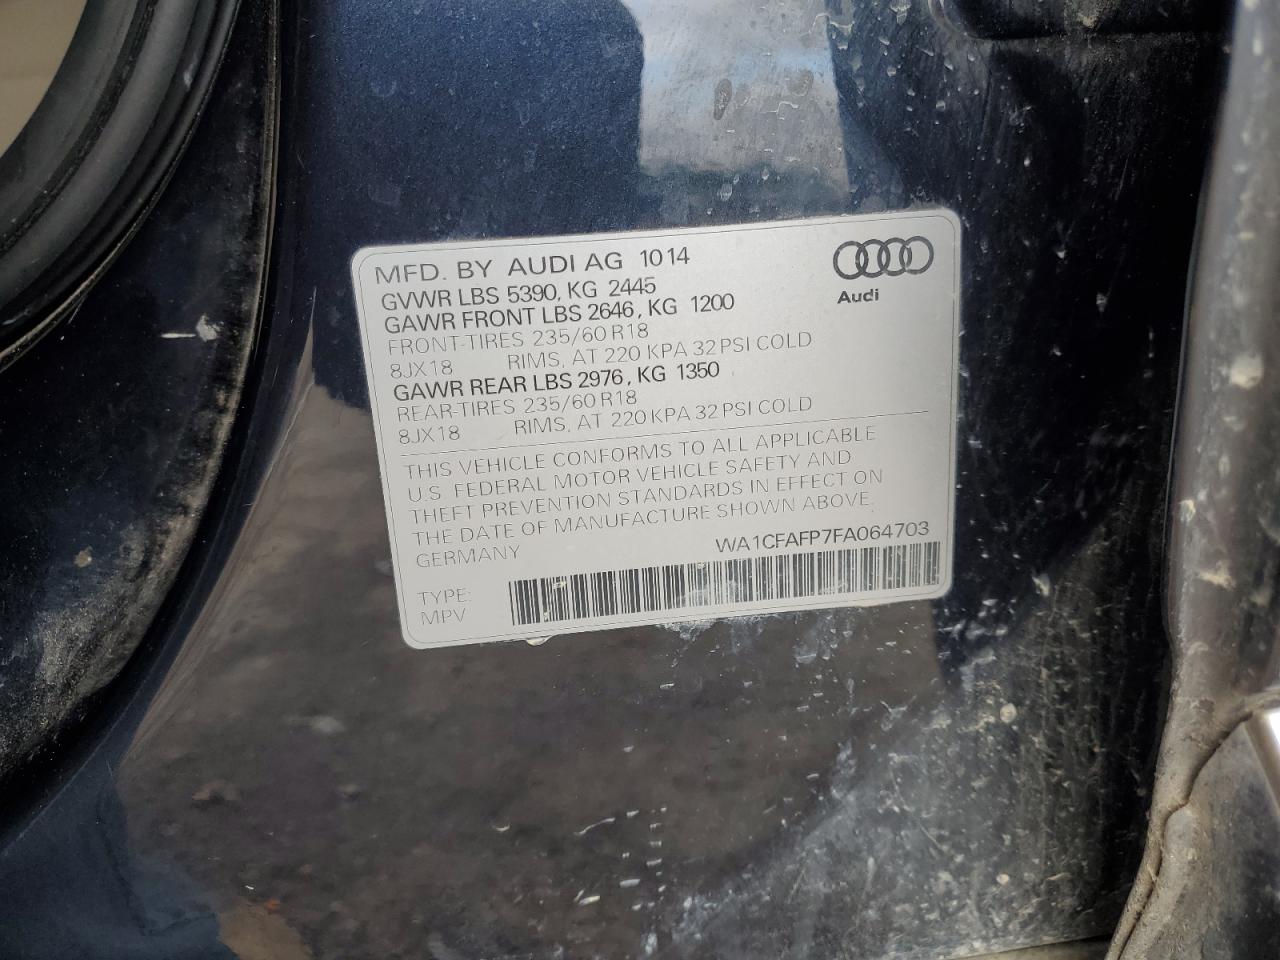 MFD. BY AUDI AG 1014
Audi
GVWR LBS 5390, KG 2445
GAWR FRONT LBS 2646, KG 1200
FRONT-TIRES 235/60 R18
8JX18 RIMS, AT 220 KPA 32 PSI COLD
GAWR REAR LBS 2976, KG 1350
REAR-TIRES 235/60 R18
8JX18 RIMS, AT 220 KPA 32 PSI COLD
THIS VEHICLE CONFORMS TO ALL APPLICABLE
U.S. FEDERAL MOTOR VEHICLE SAFETY AND
THEFT PREVENTION STANDARDS IN EFFECT ON
THE DATE OF MANUFACTURE SHOWN ABOVE.
GERMANY WA1CFAFP7FA064703
TYPE:
MPV